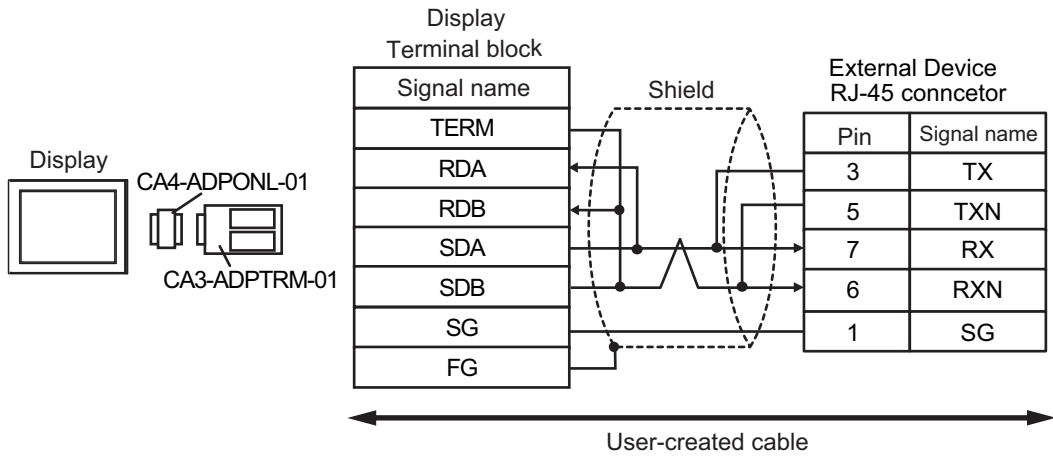 Display
CA4-ADPONL-01
CA3-ADPTRM-01
Display
Terminal block
Signal name
TERM
RDA
RDB
SDA
SDB
SG
FG
Shield
External Device
RJ-45 conncetor
Pin Signal name
3 TX
5 TXN
7 RX
6 RXN
1 SG
User-created cable